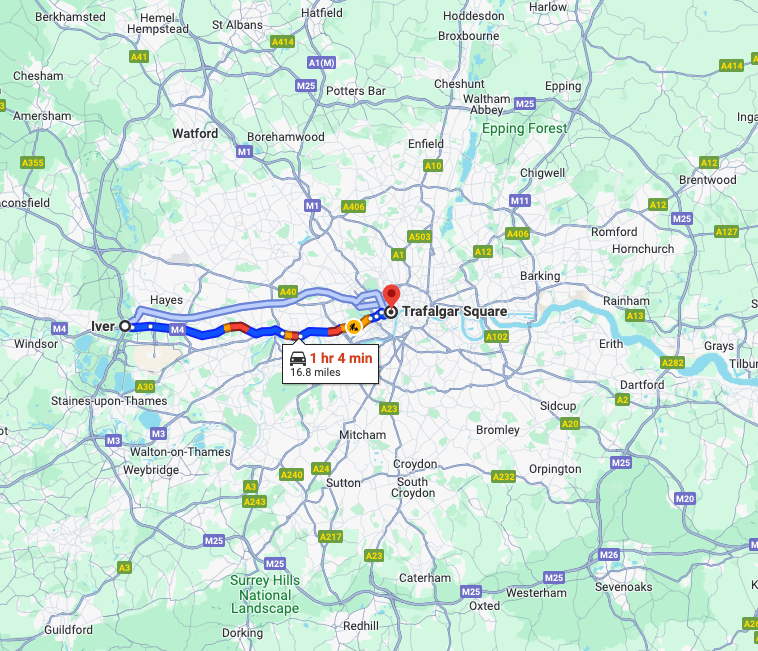 Berkhamsted
Hemel
Hempstead
Hatfield
St Albans
Hoddesdon
Broxbourne
Harlow
A414
A41
A1(M)
M25
A414
Chesham
Potters Bar
Cheshunt
Epping
Waltham
Abbey
M25
Amersham
Watford
Borehamwood
Epping Forest
Enfield
M1
A355
A10
Chigwell
A12
Brentwood
M1
A406
M11
A12
M25
A503
A406
Romford
A127
A1
A12
Hornchurch
Barking
A40
Hayes
Rainham
Trafalgar Square
A13
Iver
M4
M4
Windsor
A102
Erith
Grays
1 hr 4 min
16.8 miles
A282
A30
Dartford
Staines-upon-Thames
A2
A23
Sidcup
A20
M3
M3
Mitcham
Bromley
Walton-on-Thames
Weybridge
Croydon
Orpington
M25
A24
A240
A3
Sutton
South
Croydon
A232
A243
M20
M25
A217
A23
M26
M25
A3
Surrey Hills
National
Landscape
Caterham
M25
M25
Westerham
Sevenoaks
Oxted
Guildford
Dorking
Redhill